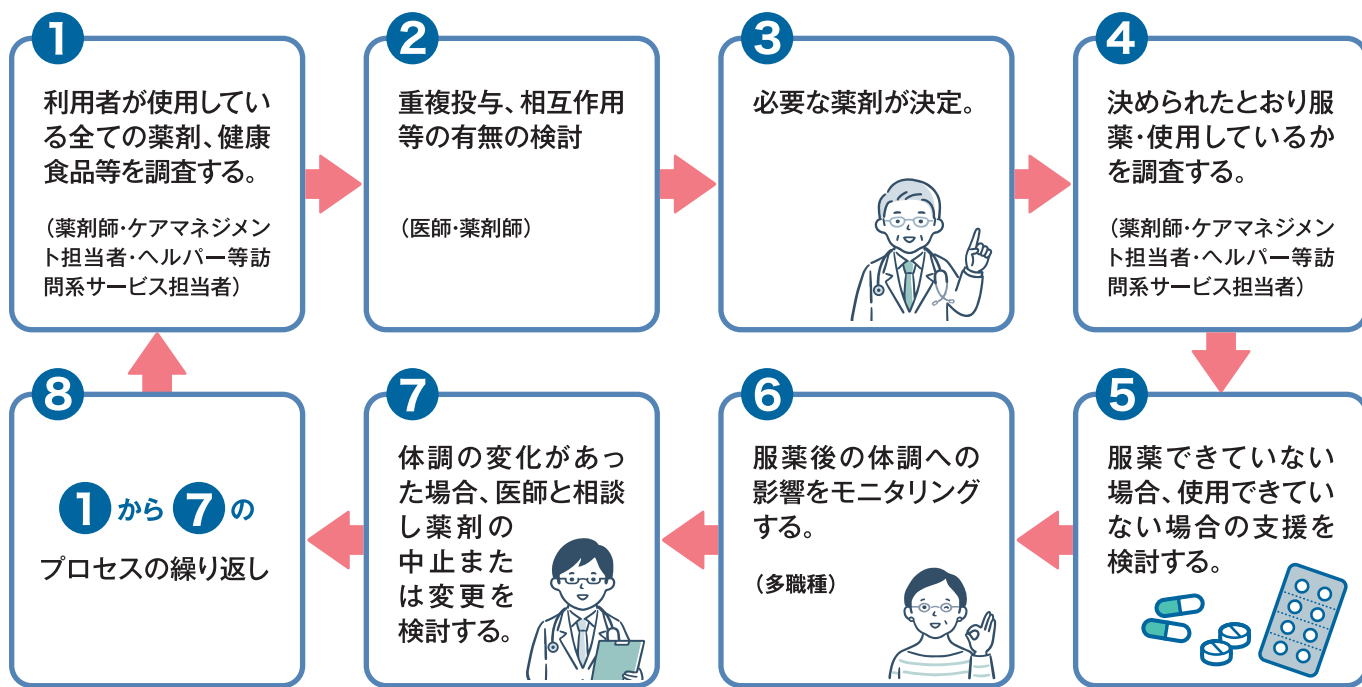 1
利用者が使用してい
る全ての薬剤、健康
食品等を調査する。
（薬剤師・ケアマネジメン
ト担当者・ヘルパー等訪
問系サービス担当者）
2
重複投与、相互作用
等の有無の検討
（医師・薬剤師）
3
必要な薬剤が決定。
4
決められたとおり服
薬・使用しているか
を調査する。
（薬剤師・ケアマネジメン
ト担当者・ヘルパー等訪
問系サービス担当者）
5
服薬できていない
場合、使用できてい
ない場合の支援を
検討する。
6
服薬後の体調への
影響をモニタリング
する。
（多職種）
7
体調の変化があっ
た場合、医師と相談
し薬剤の
中止また
は変更を
検討する。
8
1から7の
プロセスの繰り返し